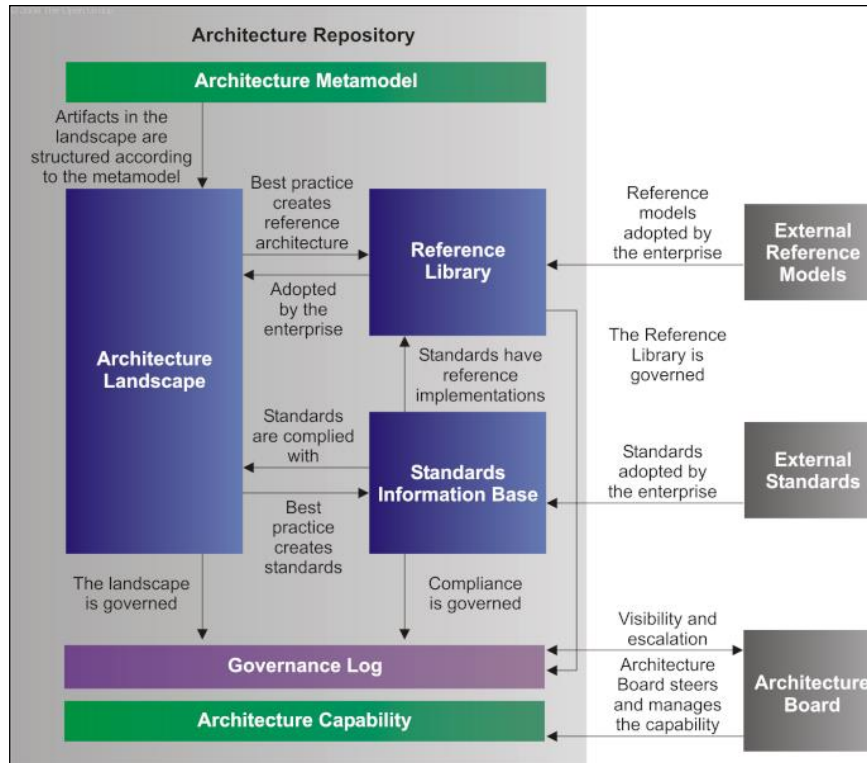 Architecture Repository
Architecture Metamodel
Artifacts in the
landscape are
structured according
to the metamodel
Best practice
creates
reference
architecture
Reference
Library
Reference
models
adopted by
the enterprise
External
Reference
Models
Adopted
by the
enterprise
The Reference
Library is
governed
Architecture
Landscape
Standards have
reference
implementations
Standards
are complied
with
Standards
Information Base
Standards
adopted by
the enterprise
External
Standards
Best
practice
creates
standards
The landscape
is governed
Compliance
is governed
Visibility and
escalation
Governance Log
Architecture
Board steers
and manages
the capability
Architecture
Board
Architecture Capability